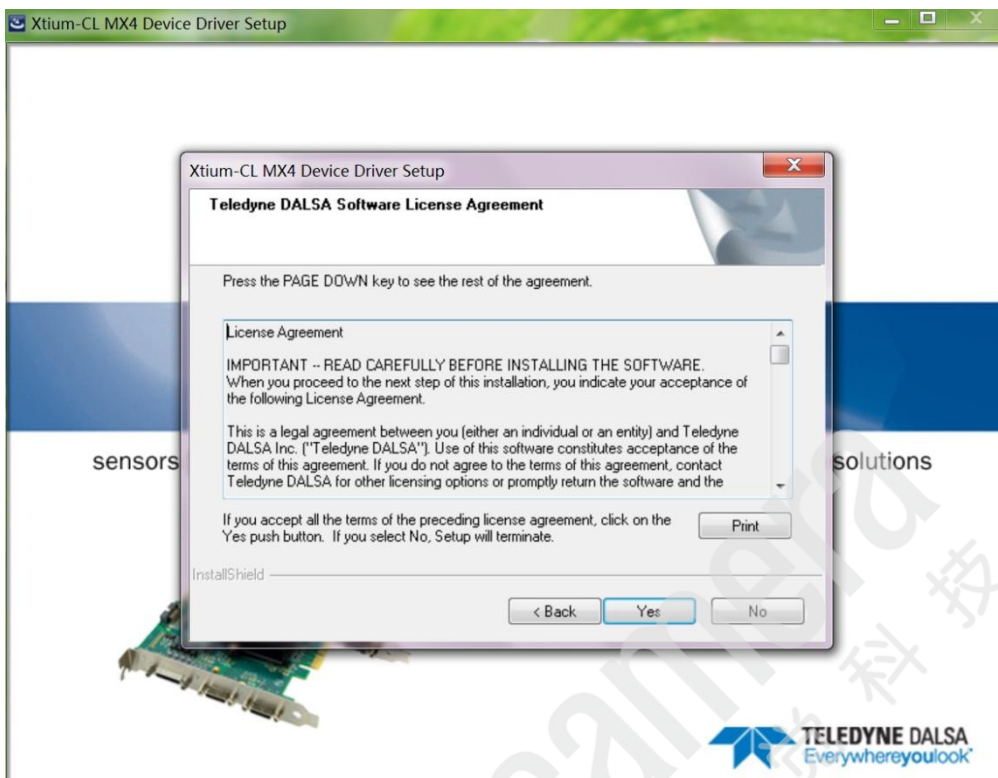 Xtium-CL MX4 Device Driver Setup
Xtium-CL MX4 Device Driver Setup
Teledyne DALSA Software License Agreement
Press the PAGE DOWN key to see the rest of the agreement.
License Agreement
IMPORTANT -- READ CAREFULLY BEFORE INSTALLING THE SOFTWARE.
When you proceed to the next step of this installation, you indicate your acceptance of
the following License Agreement.
This is a legal agreement between you (either an individual or an entity) and Teledyne
DALSA Inc. ("Teledyne DALSA"). Use of this software constitutes acceptance of the
terms of this agreement. If you do not agree to the terms of this agreement, contact
Teledyne DALSA for other licensing options or promptly return the software and the
sensors
solutions
If you accept all the terms of the preceding license agreement, click on the
Yes push button. If you select No, Setup will terminate.
Print
InstallShield
< Back
Yes
No
TELEDYNE DALSA
Everywhereyoulook